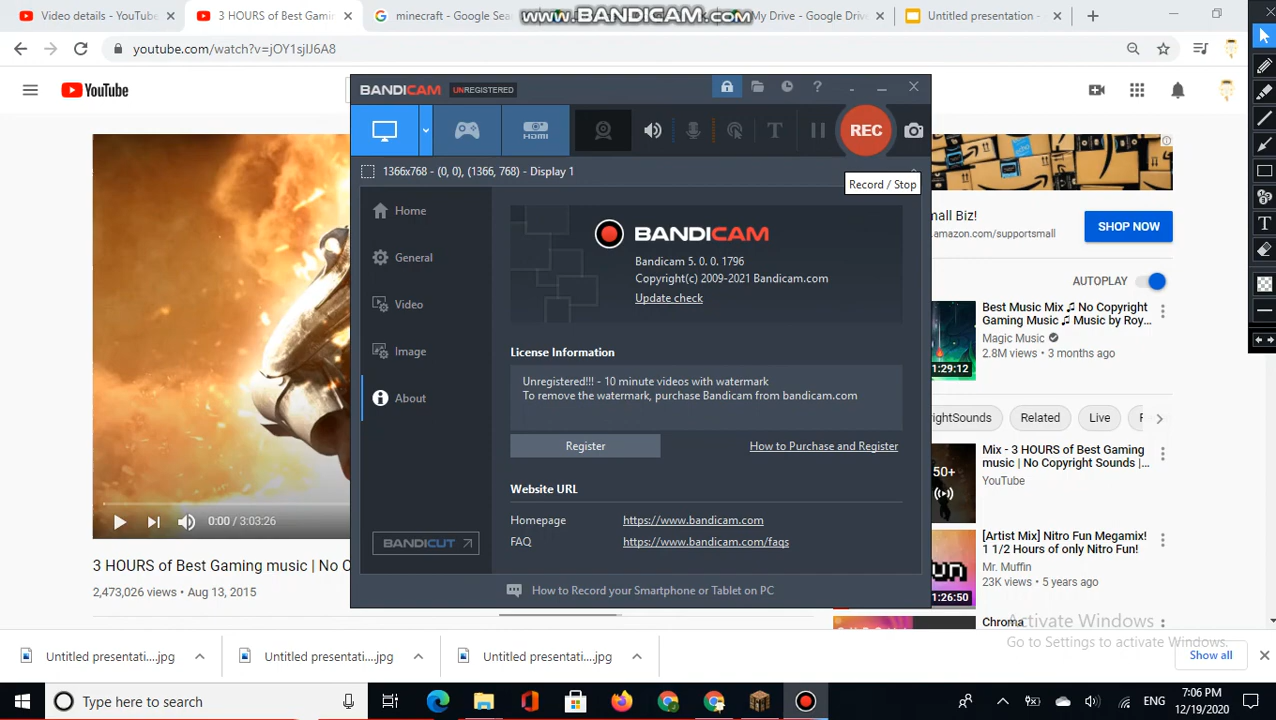 Video details - YouTube
3 HOURS of Best Gamin
minecraft - Google Sea
www.BANDICAM.com
My Drive - Google Driv
Untitled presentation -
youtube.com/watch?v=jOY1sjlJ6A8
YouTube
BANDICAM UNREGISTERED
HDMI
REC
1366x768 - (0, 0), (1366, 768) - Display 1
Record / Stop
Home
General
Video
Image
About
BANDICUT
BANDICAM
Bandicam 5. 0. 0. 1796
Copyright(c) 2009-2021 Bandicam.com
Update check
License Information
Unregistered!!! - 10 minute videos with watermark
To remove the watermark, purchase Bandicam from bandicam.com
Register
How to Purchase and Register
Website URL
Homepage https://www.bandicam.com
FAQ https://www.bandicam.com/faqs
How to Record your Smartphone or Tablet on PC
0:00 / 3:03:26
3 HOURS of Best Gaming music | No C
2,473,026 views • Aug 13, 2015
mall Biz!
.amazon.com/supportsmall
SHOP NOW
AUTOPLAY
Best Music Mix ♫ No Copyright
Gaming Music ♫ Music by Roy...
Magic Music
2.8M views • 3 months ago
1:29:12
rightSounds
Related
Live
Mix - 3 HOURS of Best Gaming
music | No Copyright Sounds |...
YouTube
50+
[Artist Mix] Nitro Fun Megamix!
1 1/2 Hours of only Nitro Fun!
Mr. Muffin
23K views • 5 years ago
1:26:50
Chroma
Activate Windows
Go to Settings to activate Windows.
Untitled presentati....jpg
Untitled presentati....jpg
Untitled presentati....jpg
Show all
Type here to search
ENG
7:06 PM
12/19/2020